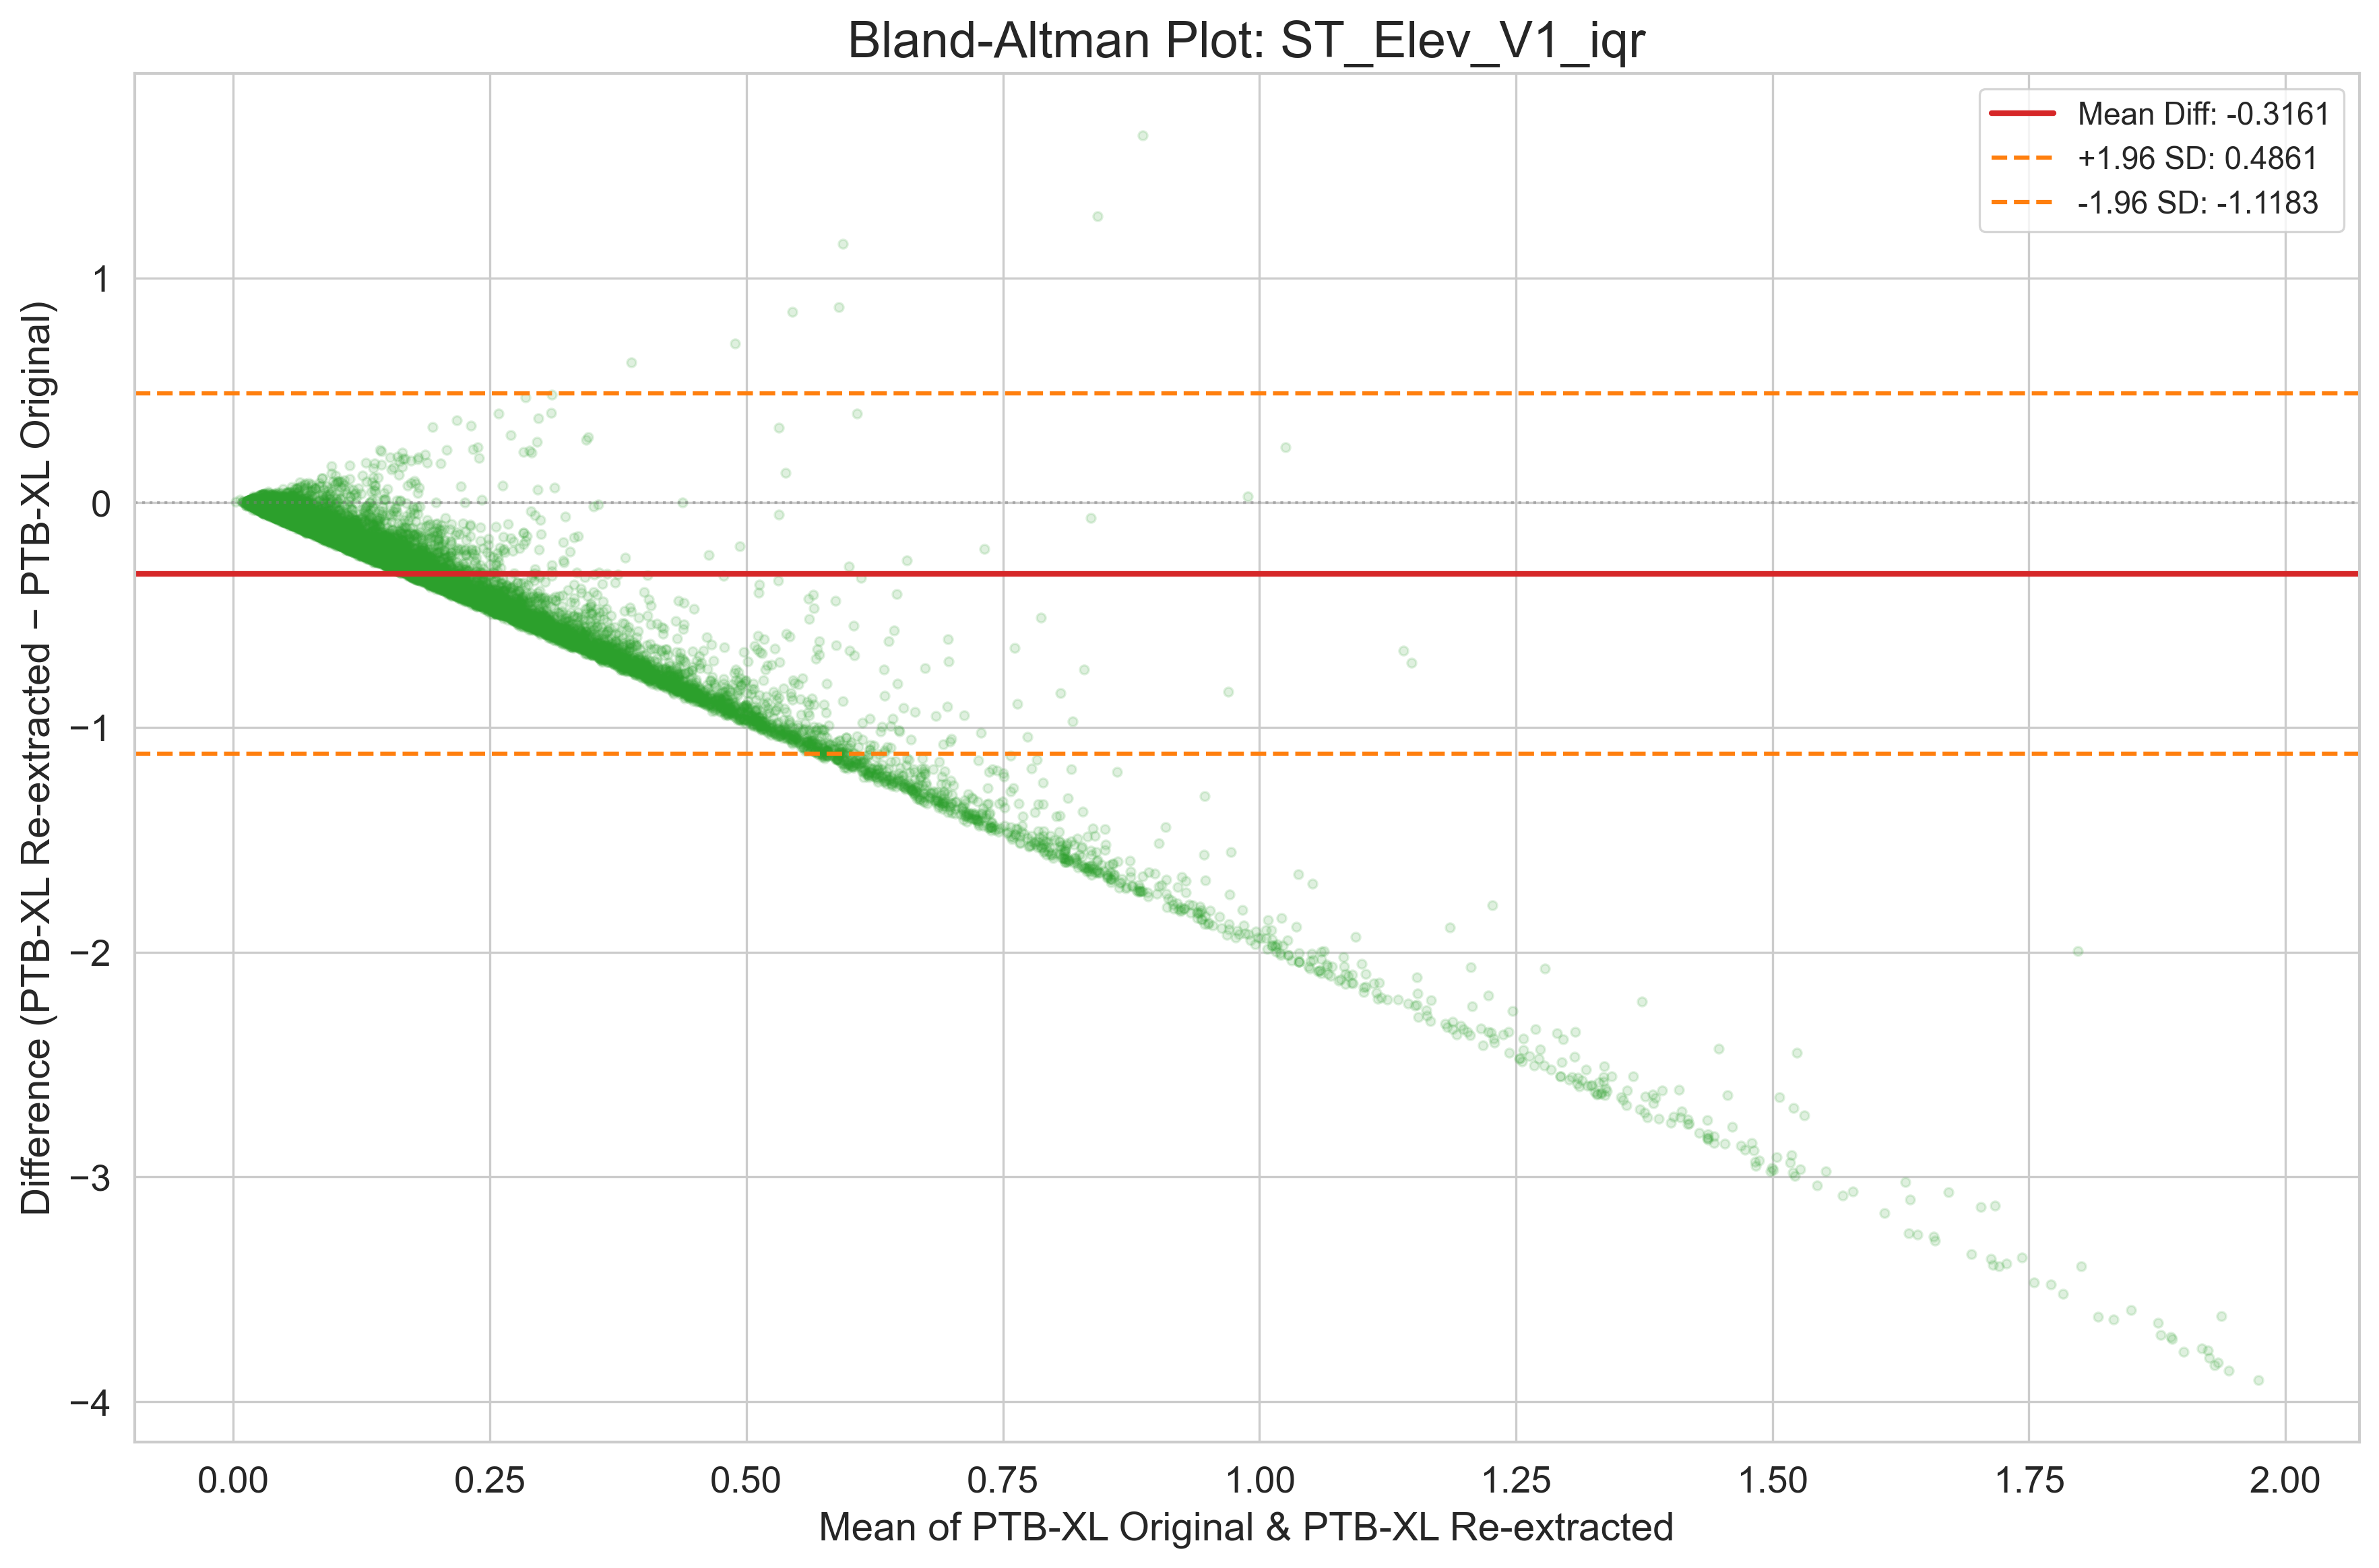 Bland-Altman Plot: ST_Elev_V1_iqr
Mean Diff: -0.3161
+1.96 SD: 0.4861
-1.96 SD: -1.1183
Difference (PTB-XL Re-extracted − PTB-XL Original)
1
0
−1
−2
−3
−4
0.00 0.25 0.50 0.75 1.00 1.25 1.50 1.75 2.00
Mean of PTB-XL Original & PTB-XL Re-extracted